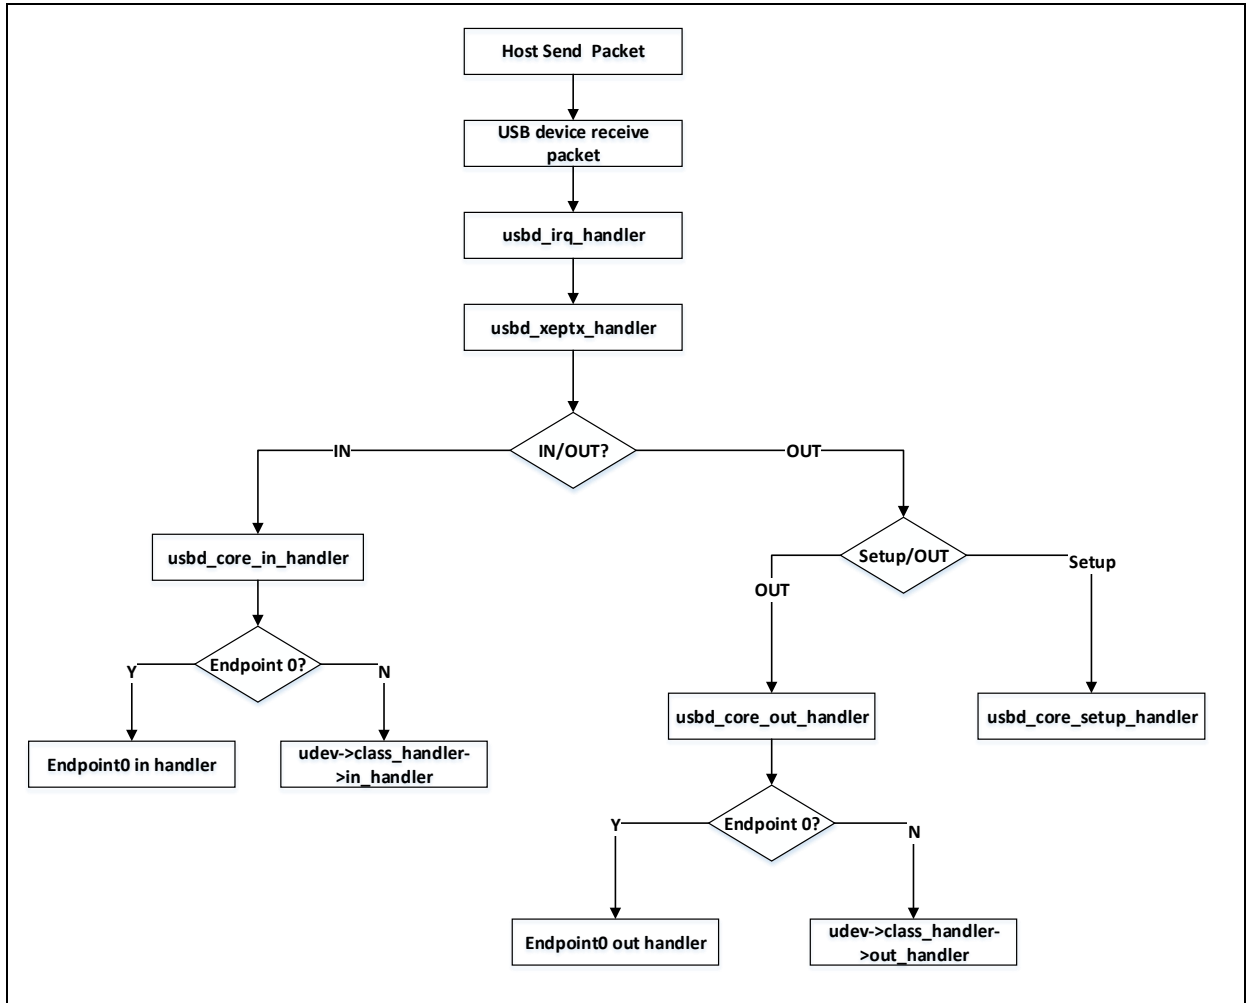 Host Send  Packet
USB device receive
packet
usbd_irq_handler
usbd_xeptx_handler
IN/OUT?
IN
OUT
usbd_core_in_handler
Setup/OUT
OUT
Setup
Endpoint 0?
Y
N
usbd_core_out_handler
usbd_core_setup_handler
Endpoint0 in handler
udev->class_handler-
>in_handler
Endpoint 0?
Y
N
Endpoint0 out handler
udev->class_handler-
>out_handler